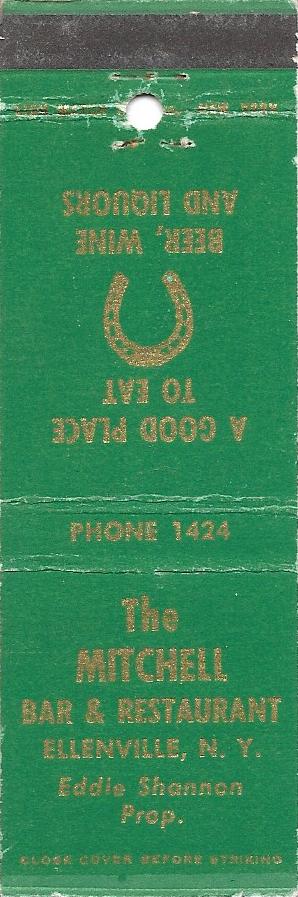 A GOOD PLACE
TO EAT
BEER, WINE
AND LIQUORS
PHONE 1424
The
MITCHELL
BAR & RESTAURANT
ELLENVILLE, N. Y.
Eddie Shannon
Prop.
CLOSE COVER BEFORE STRIKING